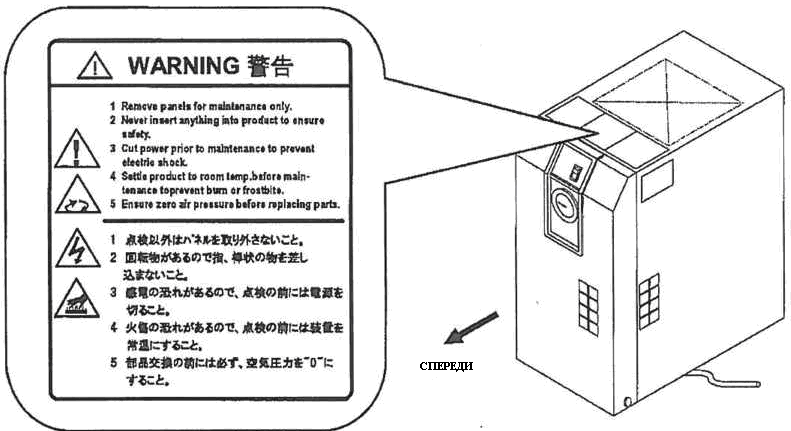 WARNING 警告
1 Remove panels for maintenance only.
2 Never insert anything into product to ensure
safety.
3 Cut power prior to maintenance to prevent
electric shock.
4 Settle product to room temp.before main-
tenance toprevent burn or frostbite.
5 Ensure zero air pressure before replacing parts.
1 点検以外はパネルを取り外さないこと。
2 回転物があるので指、棒状の物を差し
込まないこと。
3 感電の恐れがあるので、点検の前には電源を
切ること。
4 火傷の恐れがあるので、点検の前には装置を
常温にすること。
5 部品交換の前には必ず、空気圧力を"0"に
すること。
СПЕРЕДИ